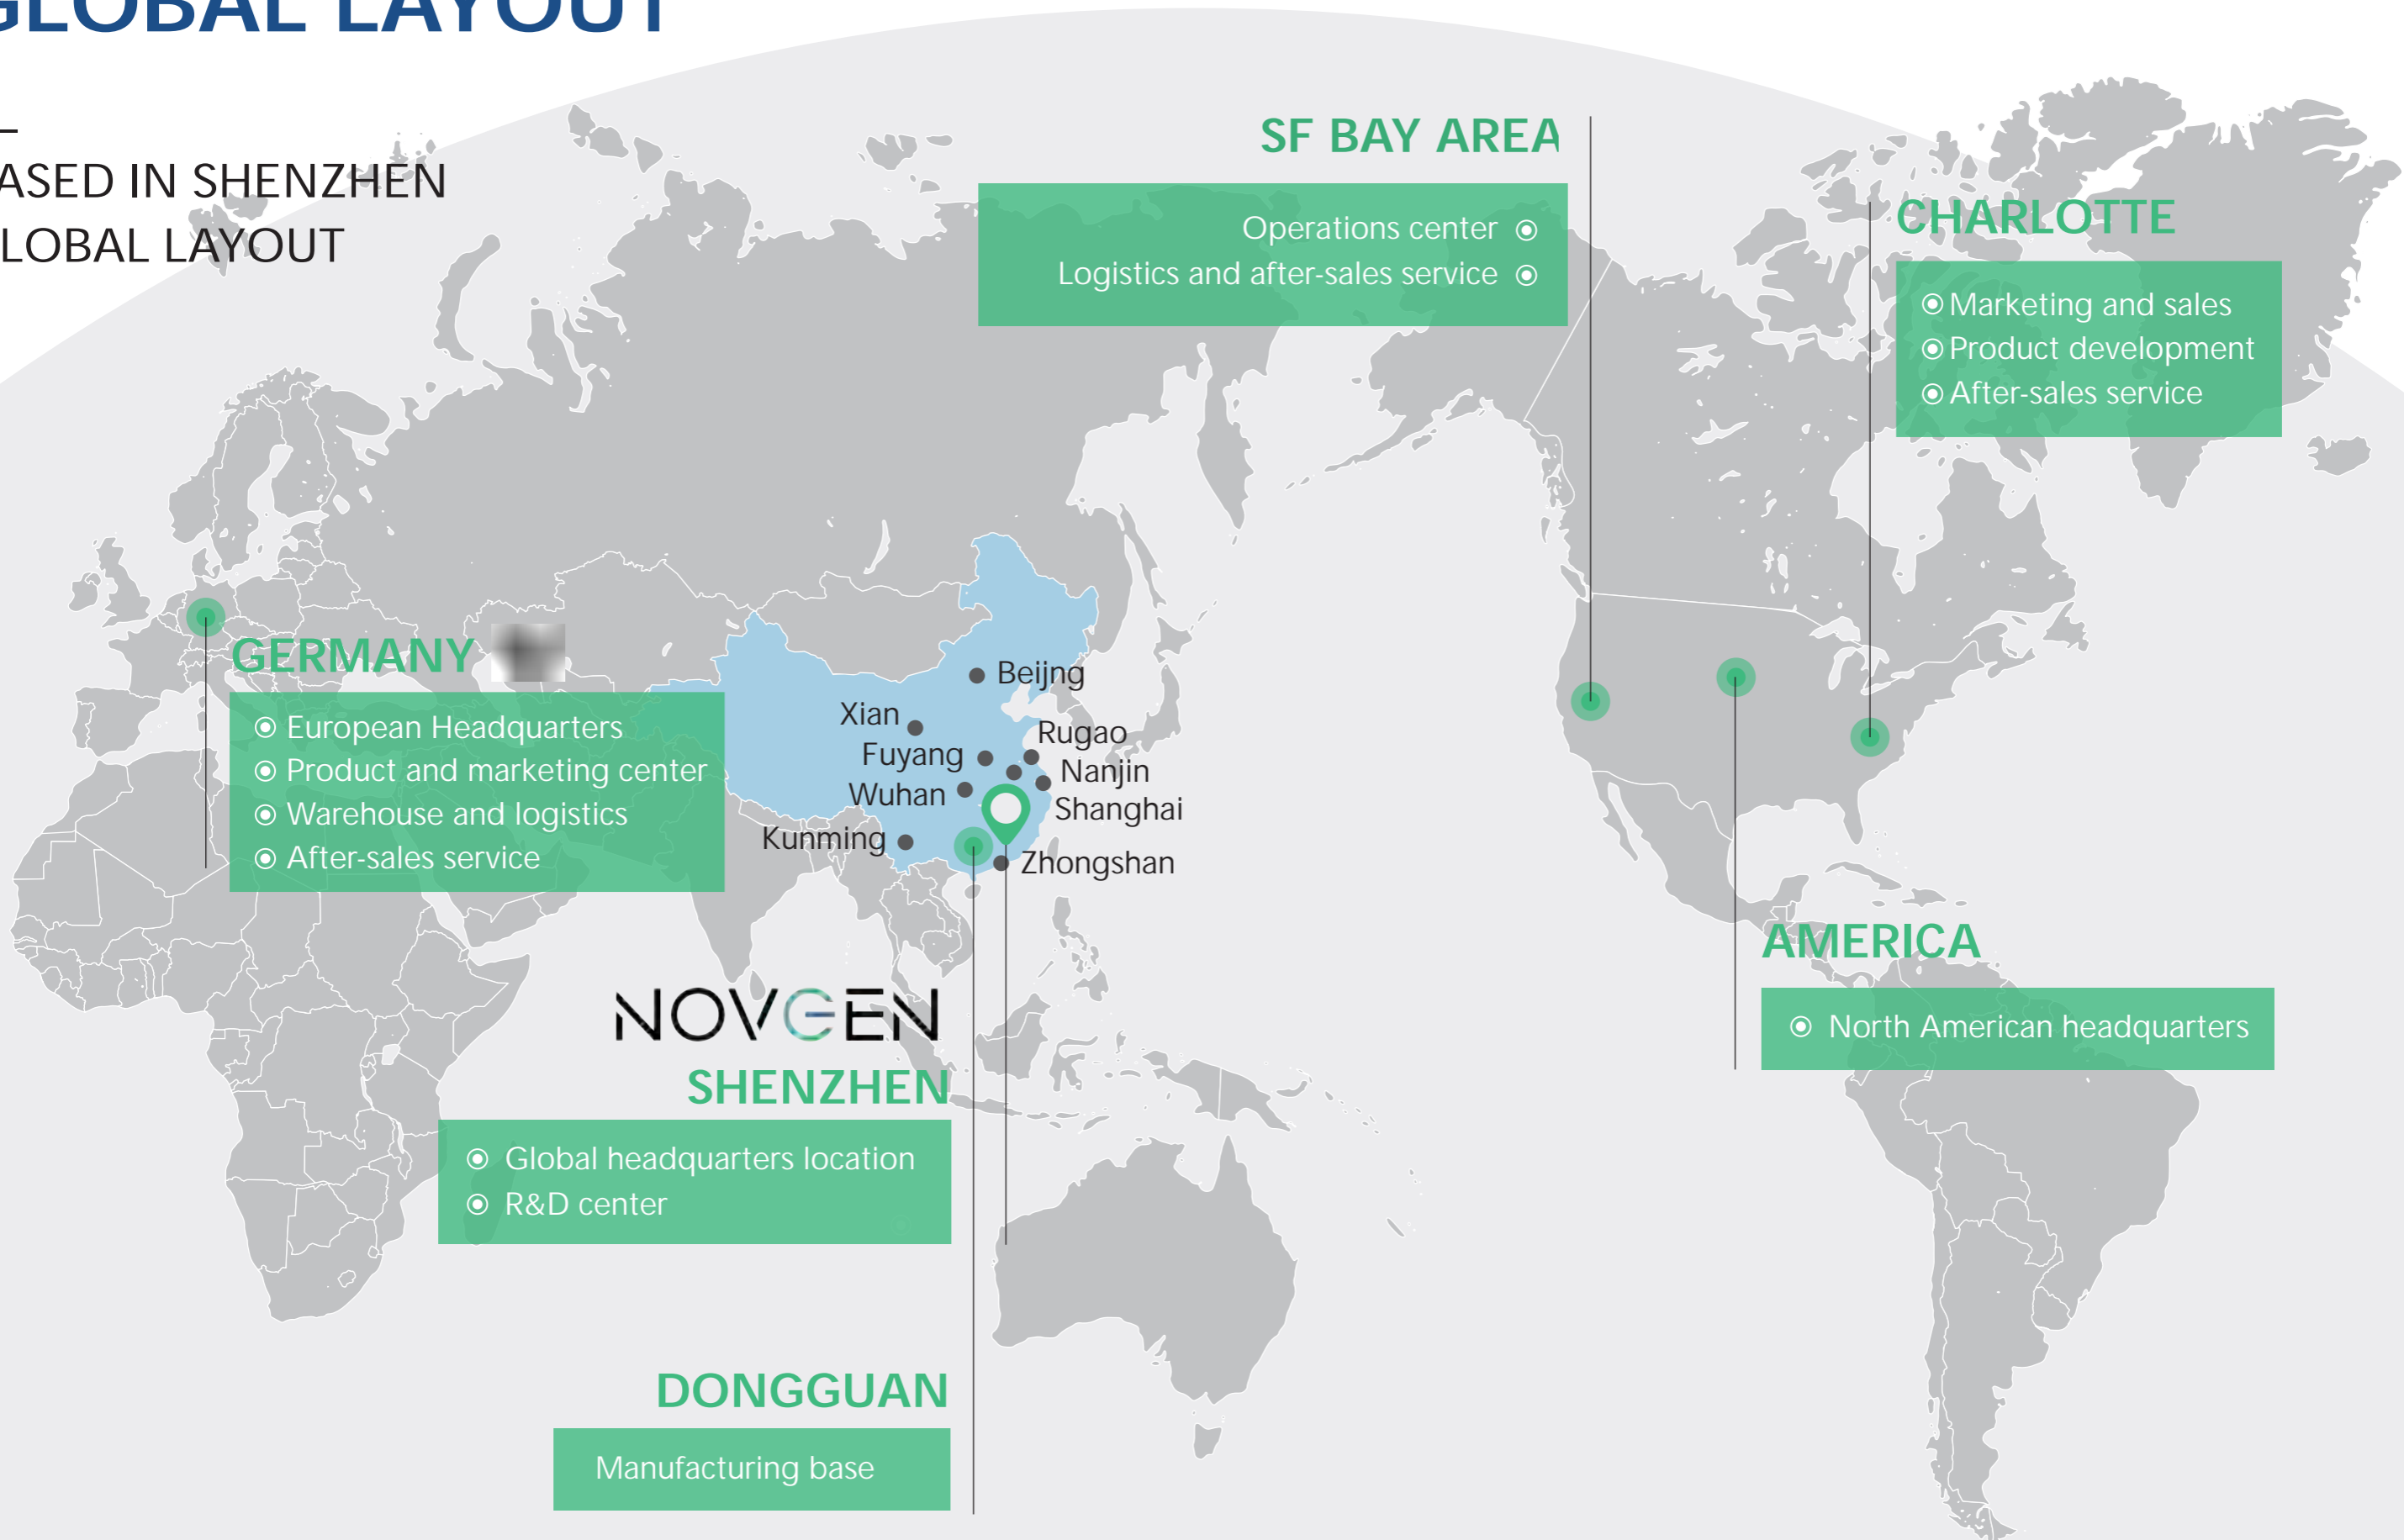 GLOBAL LAYOUT
ASED IN SHENZHEN
LOBAL LAYOUT
SF BAY AREA
Operations center
Logistics and after-sales service
CHARLOTTE
Marketing and sales
Product development
After-sales service
GERMANY
European Headquarters
Product and marketing center
Warehouse and logistics
After-sales service
Beijng
Xian
Rugao
Fuyang
Nanjin
Wuhan
Shanghai
Kunming
Zhongshan
AMERICA
North American headquarters
NOVGEN
SHENZHEN
Global headquarters location
R&D center
DONGGUAN
Manufacturing base